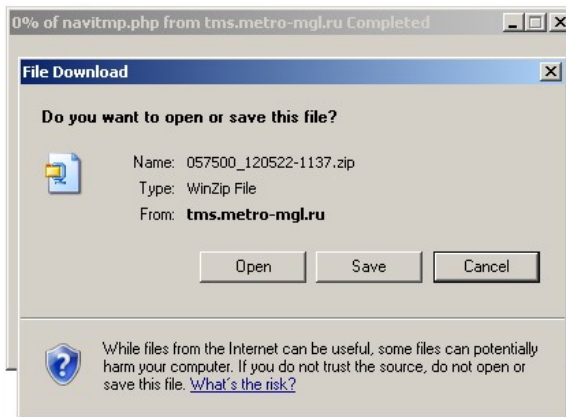 0% of navitmp.php from tms.metro-mgl.ru Completed
File Download
Do you want to open or save this file?
Name: 057500_120522-1137.zip
Type: WinZip File
From: tms.metro-mgl.ru
Open Save Cancel
While files from the Internet can be useful, some files can potentially
harm your computer. If you do not trust the source, do not open or
save this file. What's the risk?